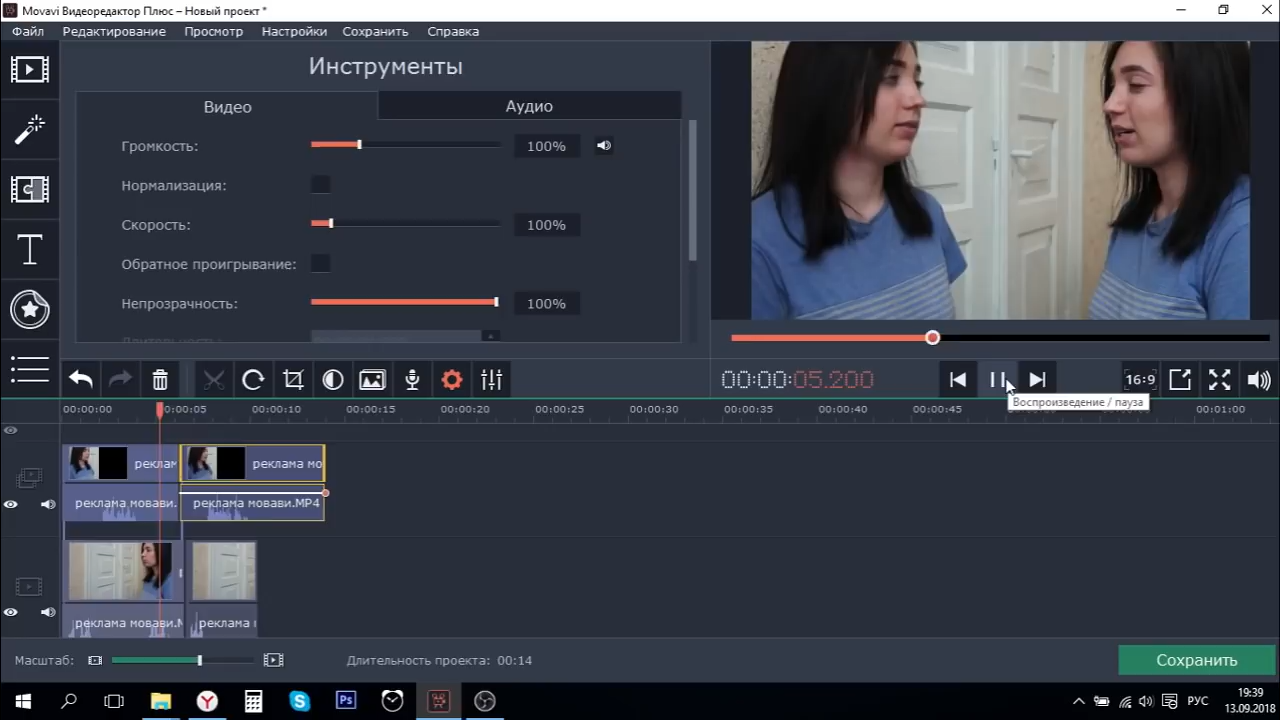 Movavi Видеоредактор Плюс – Новый проект *
Файл Редактирование Просмотр Настройки Сохранить Справка
Инструменты
Видео Аудио
Громкость: 100%
Нормализация:
Скорость: 100%
Обратное проигрывание:
Непрозрачность: 100%
Длительность:
T
00:00:05.200
16:9
Воспроизведение / пауза
00:00:00 00:00:05 00:00:10 00:00:15 00:00:20 00:00:25 00:00:30 00:00:35 00:00:40 00:00:45 00:01:00
реклам реклама мо
реклама мовави. реклама мовави.MP4
реклама мовави.M реклама
Масштаб: Длительность проекта: 00:14
Сохранить
Ps
РУС
19:39
13.09.2018